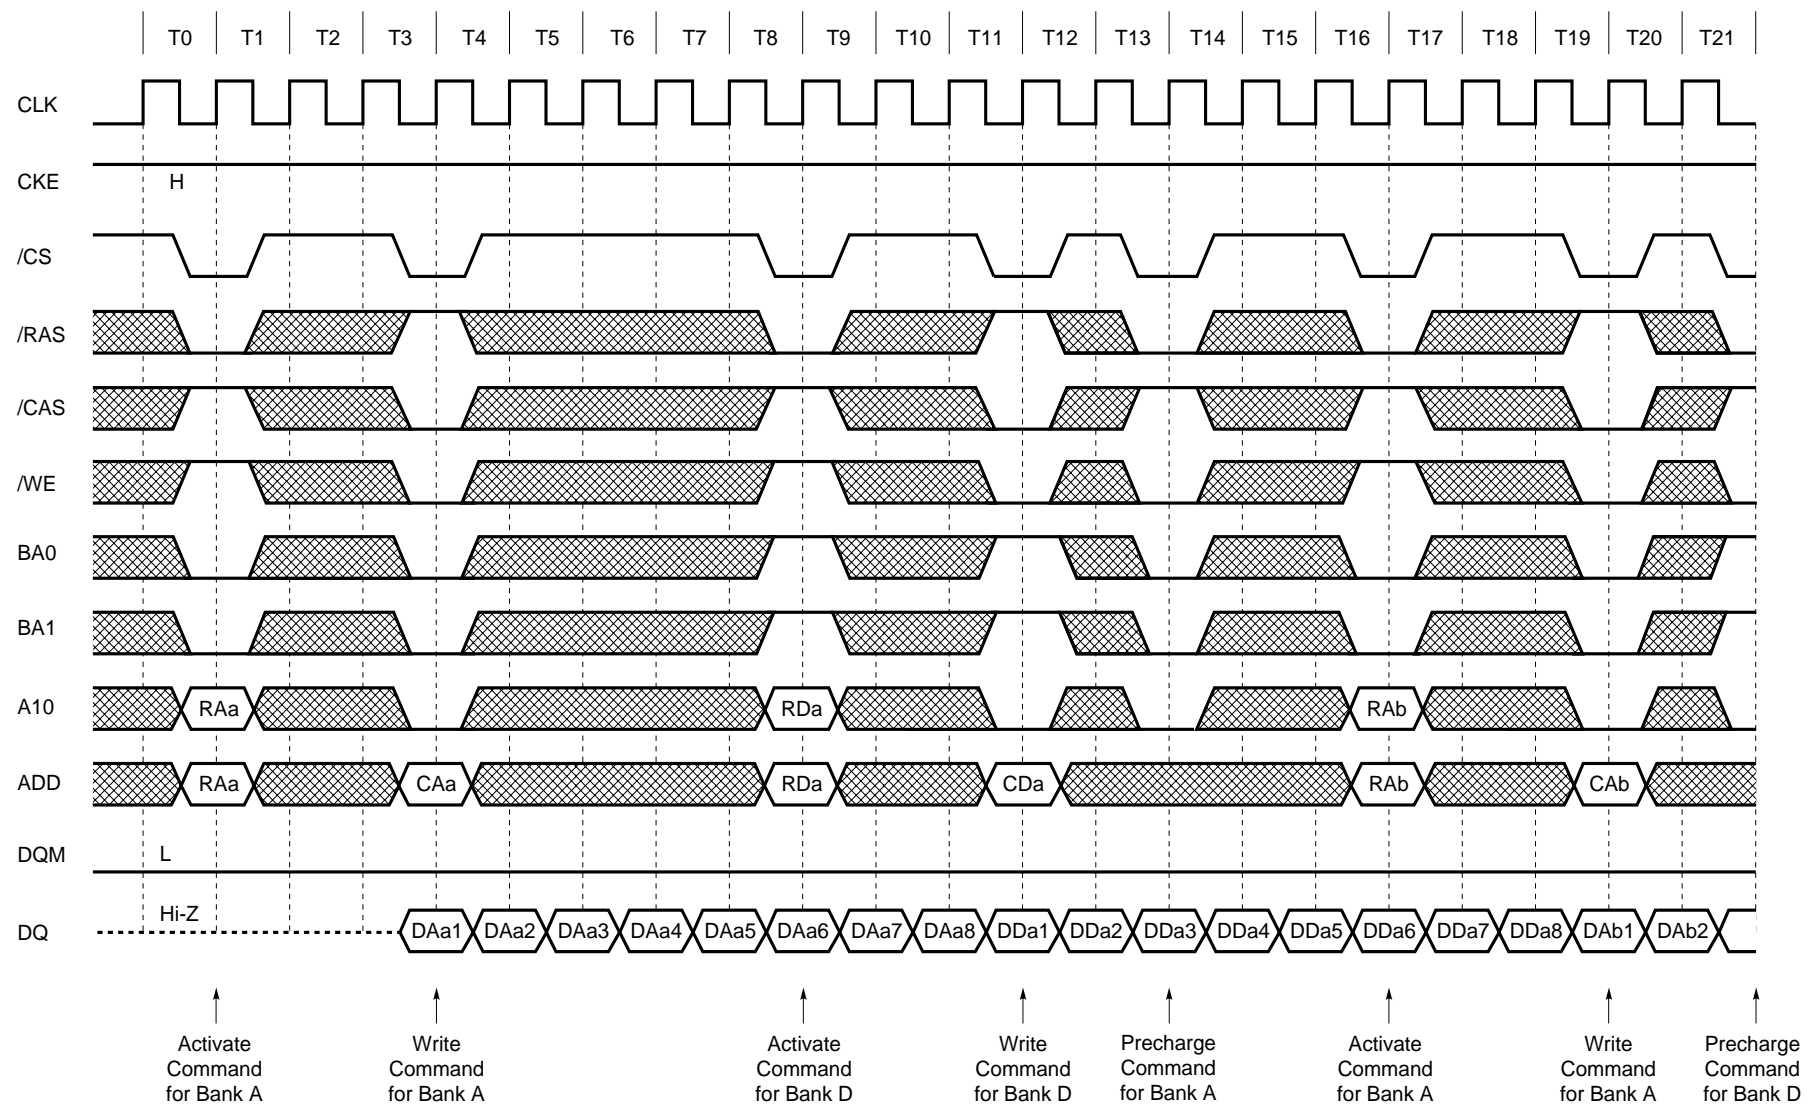 T0 T1 T2 T3 T4 T5 T6 T7 T8 T9 T10 T11 T12 T13 T14 T15 T16 T17 T18 T19 T20 T21
CLK
CKE H
/CS
/RAS
/CAS
/WE
BA0
BA1
A10 RAa RDa RAb
ADD RAa CAa RDa CDa RAb CAb
DQM L
Hi-Z
DQ DAa1 DAa2 DAa3 DAa4 DAa5 DAa6 DAa7 DAa8 DDa1 DDa2 DDa3 DDa4 DDa5 DDa6 DDa7 DDa8 DAb1 DAb2
Activate
Command
for Bank A
Write
Command
for Bank A
Activate
Command
for Bank D
Write
Command
for Bank D
Precharge
Command
for Bank A
Activate
Command
for Bank A
Write
Command
for Bank A
Precharge
Command
for Bank D